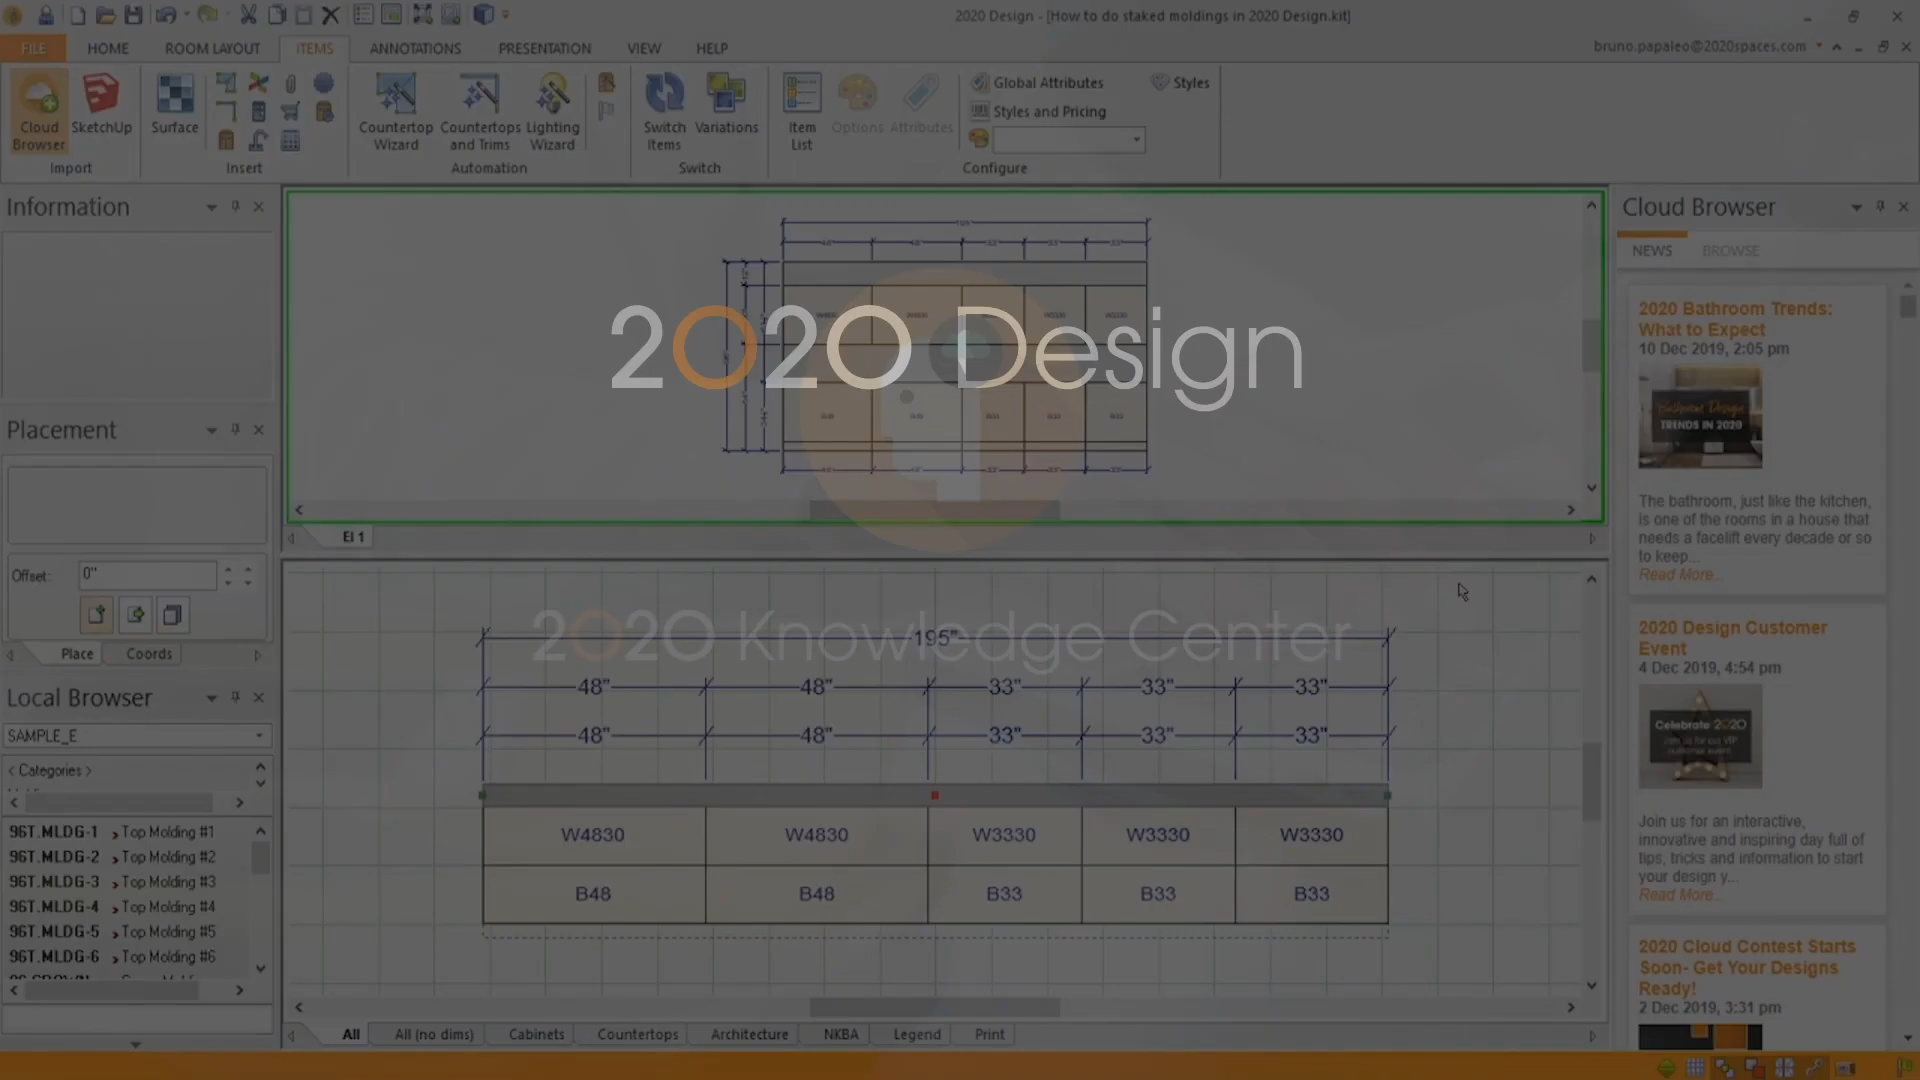 2020 Design - [How to do staked moldings in 2020 Design.kit]
FILE HOME ROOM LAYOUT ITEMS ANNOTATIONS PRESENTATION VIEW HELP
bruno.papaleo@2020spaces.com
Cloud Browser
SketchUp
Surface
Countertop Wizard
Countertops and Trims
Lighting Wizard
Switch Items
Variations
Item List
Options
Attributes
Global Attributes
Styles and Pricing
Styles
Import
Insert
Automation
Switch
Configure
Information
Placement
Offset: 0"
Place Coords
Local Browser
SAMPLE_E
< Categories >
96T.MLDG-1 Top Molding #1
96T.MLDG-2 Top Molding #2
96T.MLDG-3 Top Molding #3
96T.MLDG-4 Top Molding #4
96T.MLDG-5 Top Molding #5
96T.MLDG-6 Top Molding #6
2020 Design
El 1
2020 Knowledge Center
195"
48" 48" 33" 33" 33"
48" 48" 33" 33" 33"
W4830 W4830 W3330 W3330 W3330
B48 B48 B33 B33 B33
All All (no dims) Cabinets Countertops Architecture NKBA Legend Print
Cloud Browser
NEWS BROWSE
2020 Bathroom Trends:
What to Expect
10 Dec 2019, 2:05 pm
Bathroom Design
TRENDS IN 2020
The bathroom, just like the kitchen,
is one of the rooms in a house that
needs a facelift every decade or so
to keep...
Read More...
2020 Design Customer
Event
4 Dec 2019, 4:54 pm
Celebrate 2020
Join us for our VIP
customer event
Join us for an interactive,
innovative and inspiring day full of
tips, tricks and information to start
your design y...
Read More...
2020 Cloud Contest Starts
Soon- Get Your Designs
Ready!
2 Dec 2019, 3:31 pm